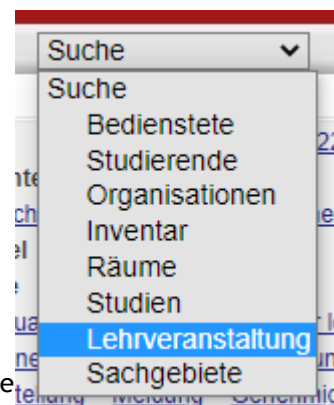 Suche
Suche
Bedienstete
Studierende
Organisationen
Inventar
Räume
Studien
Lehrveranstaltung
Sachgebiete